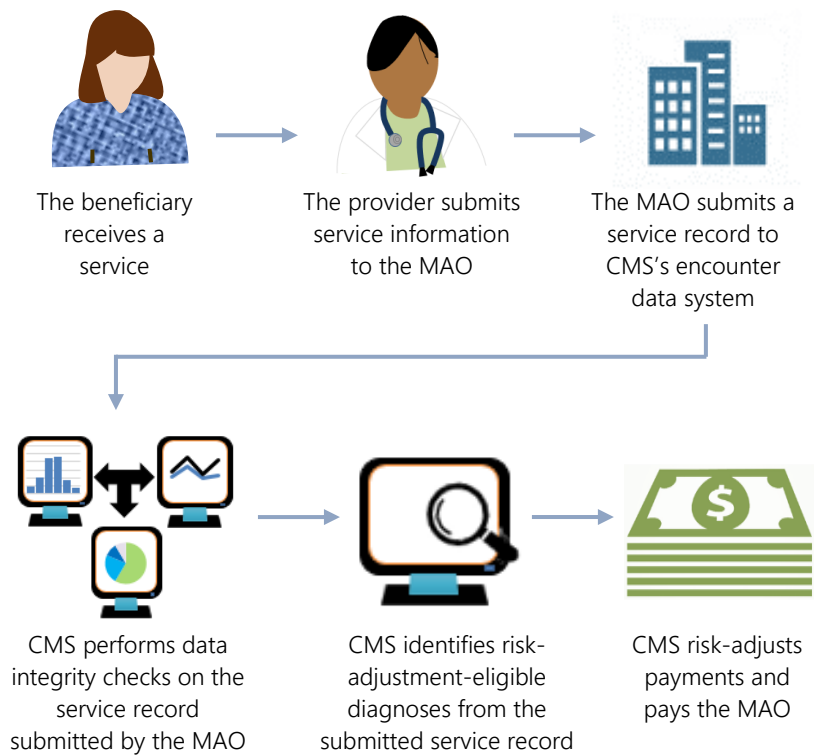 The beneficiary
receives a
service
The provider submits
service information
to the MAO
The MAO submits a
service record to
CMS’s encounter
data system
CMS performs data
integrity checks on the
service record
submitted by the MAO
CMS identifies risk-
adjustment-eligible
diagnoses from the
submitted service record
$
CMS risk-adjusts
payments and
pays the MAO